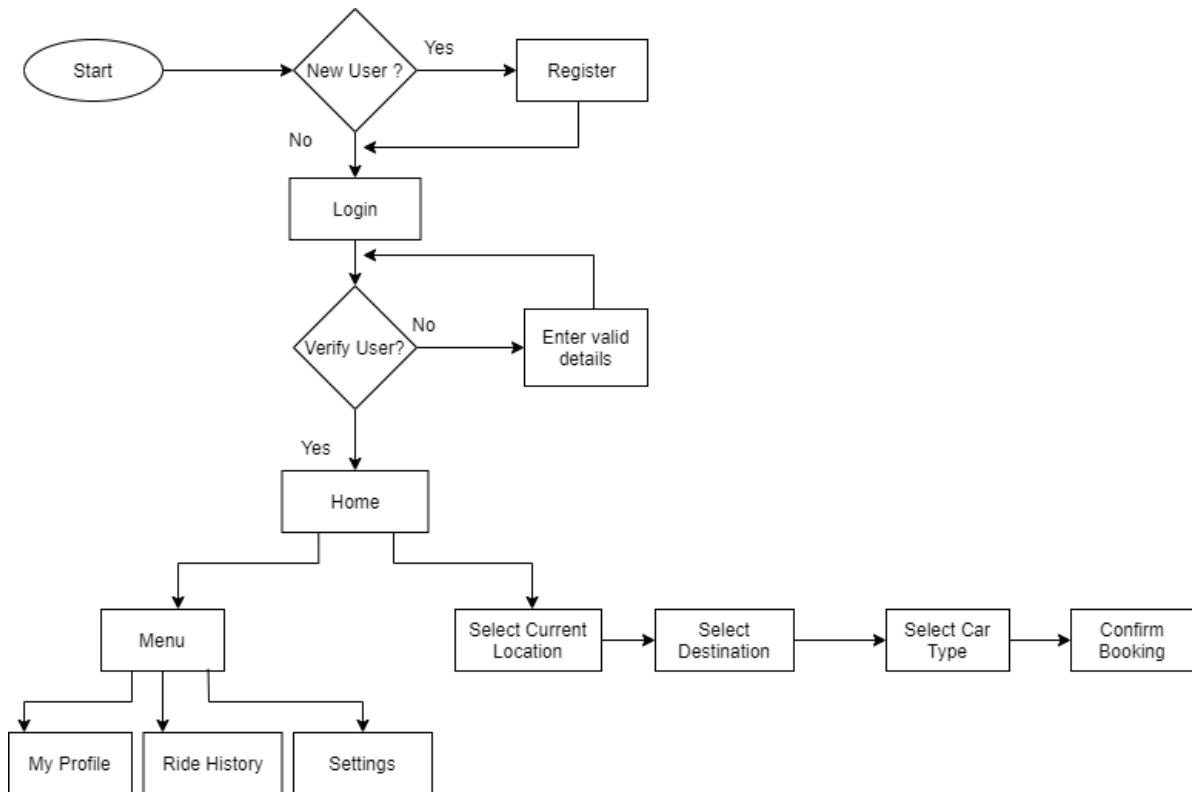 Start
New User ?
Yes
Register
No
Login
Verify User?
No
Enter valid
details
Yes
Home
Menu
Select Current
Location
Select
Destination
Select Car
Type
Confirm
Booking
My Profile
Ride History
Settings